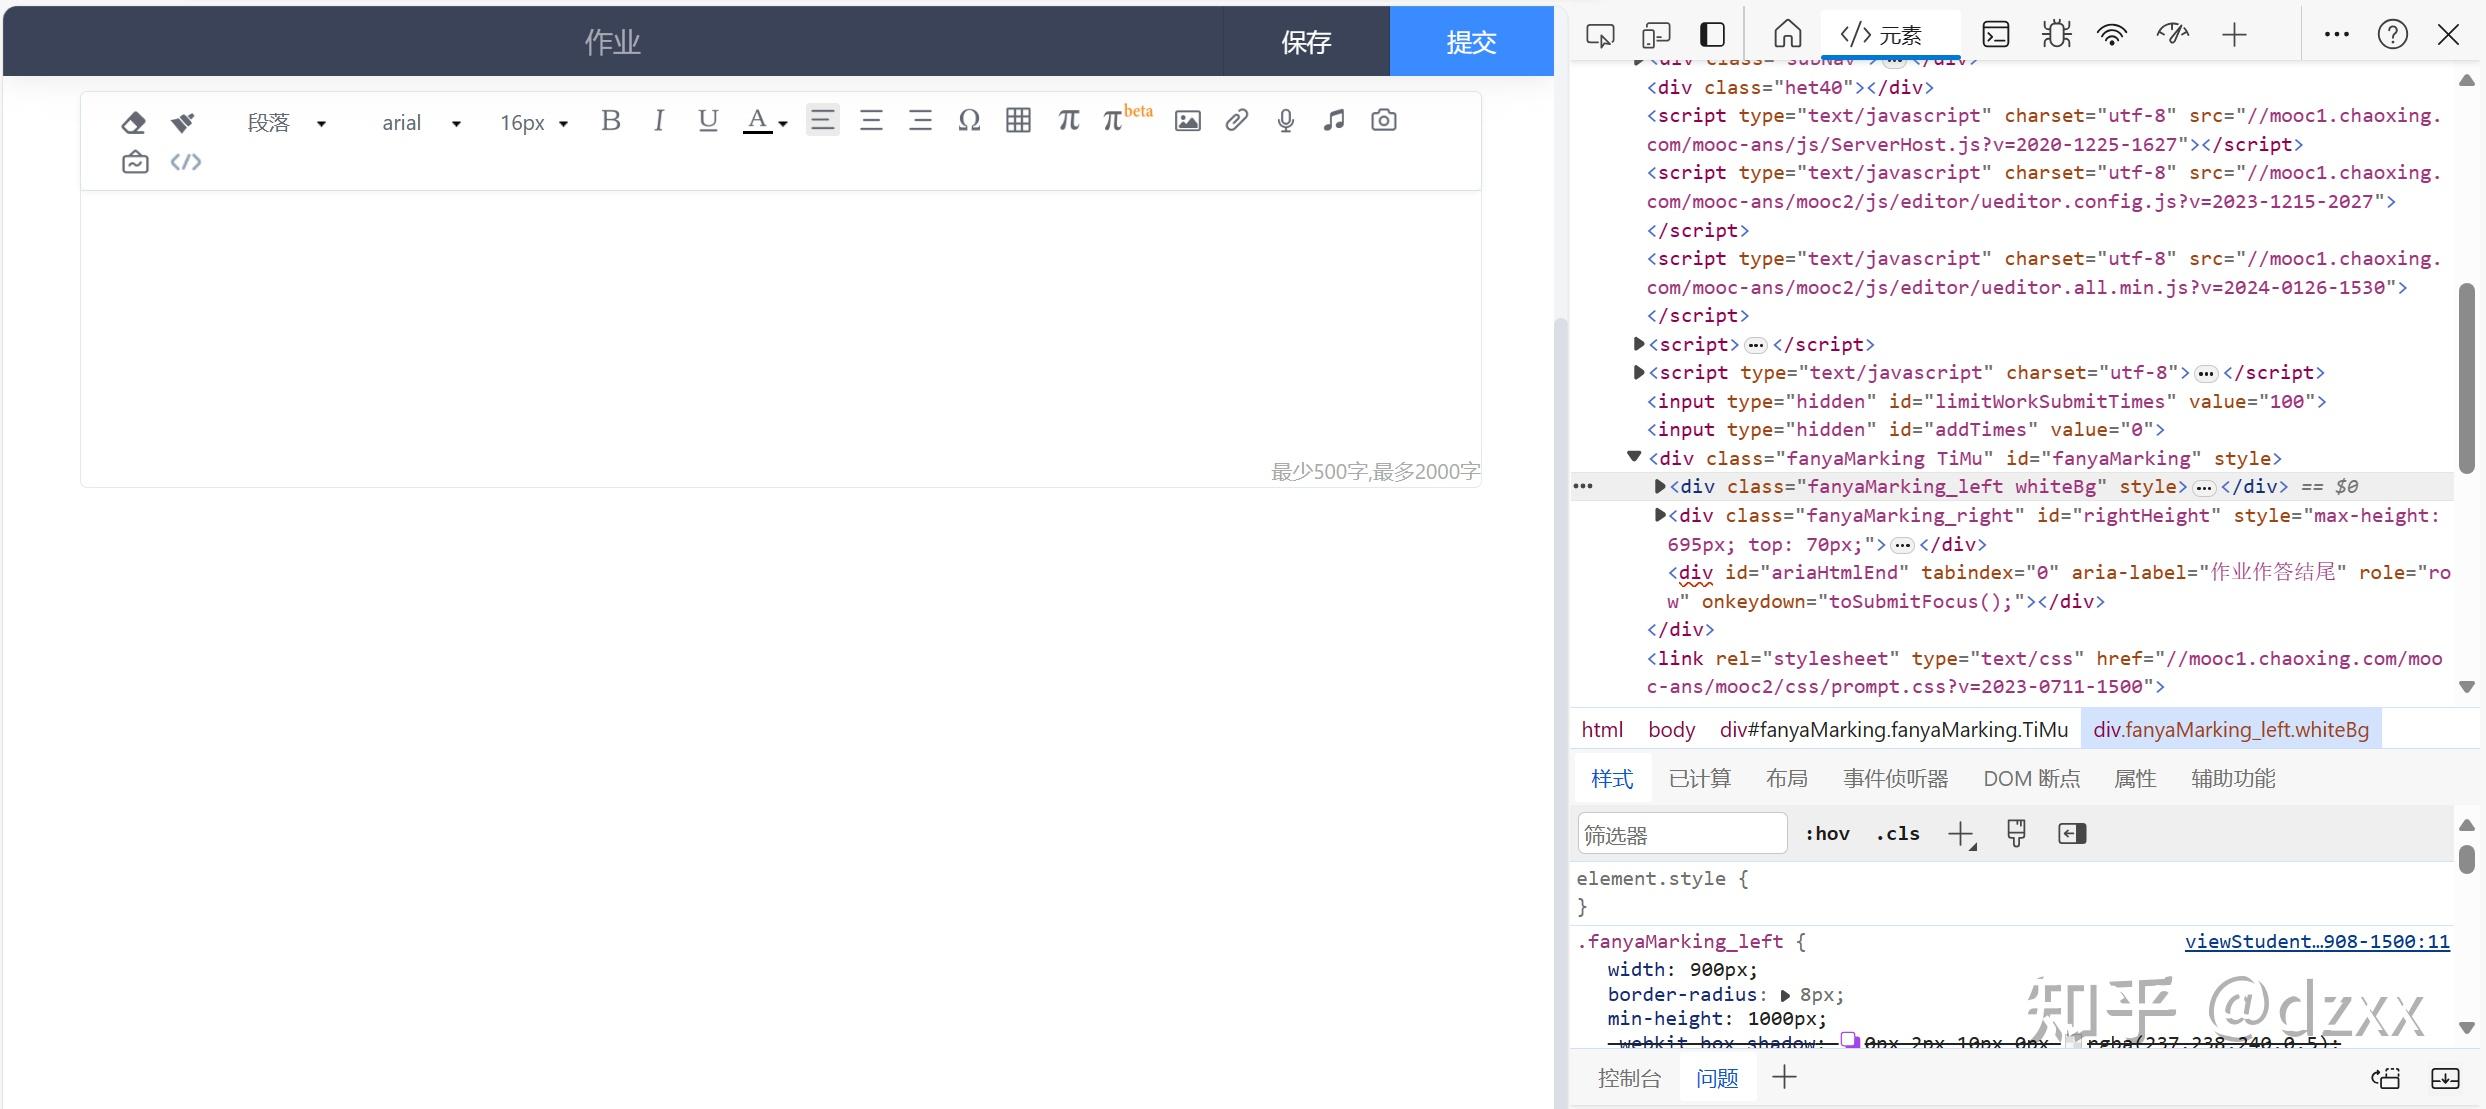 作业
保存
提交
段落
arial
16px
B
I
U
A
Ω
π
πbeta
</>
最少500字,最多2000字
</> 元素
<div class="subNav">…</div>
<div class="het40"></div>
<script type="text/javascript" charset="utf-8" src="//mooc1.chaoxing.
com/mooc-ans/js/ServerHost.js?v=2020-1225-1627"></script>
<script type="text/javascript" charset="utf-8" src="//mooc1.chaoxing.
com/mooc-ans/mooc2/js/editor/ueditor.config.js?v=2023-1215-2027">
</script>
<script type="text/javascript" charset="utf-8" src="//mooc1.chaoxing.
com/mooc-ans/mooc2/js/editor/ueditor.all.min.js?v=2024-0126-1530">
</script>
<script>…</script>
<script type="text/javascript" charset="utf-8">…</script>
<input type="hidden" id="limitWorkSubmitTimes" value="100">
<input type="hidden" id="addTimes" value="0">
<div class="fanyaMarking TiMu" id="fanyaMarking" style>
<div class="fanyaMarking_left whiteBg" style>…</div> == $0
<div class="fanyaMarking_right" id="rightHeight" style="max-height:
695px; top: 70px;">…</div>
<div id="ariaHtmlEnd" tabindex="0" aria-label="作业作答结尾" role="ro
w" onkeydown="toSubmitFocus();"></div>
</div>
<link rel="stylesheet" type="text/css" href="//mooc1.chaoxing.com/moo
c-ans/mooc2/css/prompt.css?v=2023-0711-1500">
html body div#fanyaMarking.fanyaMarking.TiMu div.fanyaMarking_left.whiteBg
样式 已计算 布局 事件侦听器 DOM 断点 属性 辅助功能
筛选器 :hov .cls
element.style {
}
.fanyaMarking_left { viewStudent…908-1500:11
width: 900px;
border-radius: 8px;
min-height: 1000px;
-webkit-box-shadow: 0px 2px 10px 0px rgba(237,238,240,0.5);
知乎 @dzxx
控制台 问题